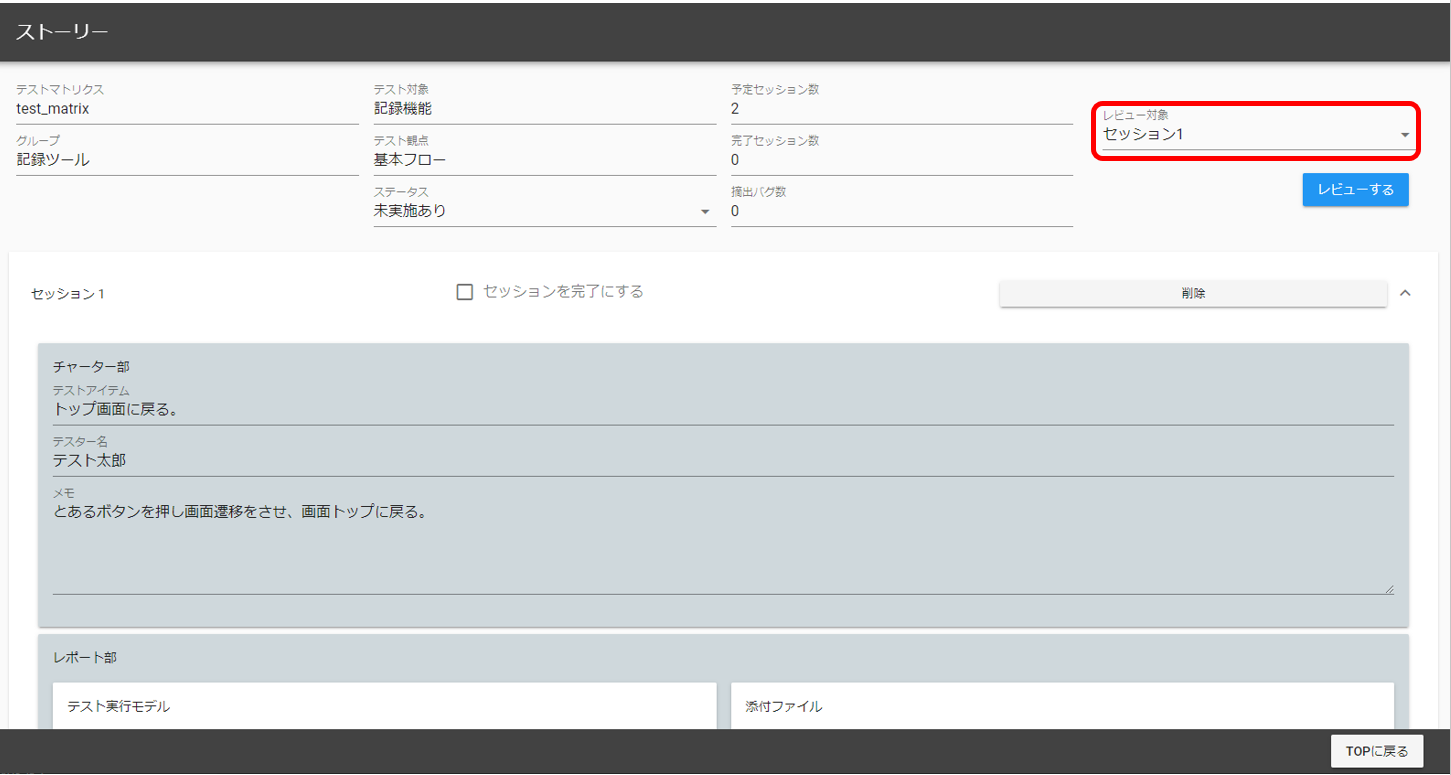 ストーリー
テストマトリクス
test_matrix
グループ
記録ツール
テスト対象
記録機能
テスト観点
基本フロー
ステータス
未実施あり
予定セッション数
2
完了セッション数
0
摘出バグ数
0
レビュー対象
セッション1
レビューする
セッション 1
セッションを完了にする
削除
チャーター部
テストアイテム
トップ画面に戻る。
テスター名
テスト太郎
メモ
とあるボタンを押し画面遷移をさせ、画面トップに戻る。
レポート部
テスト実行モデル
添付ファイル
TOPに戻る